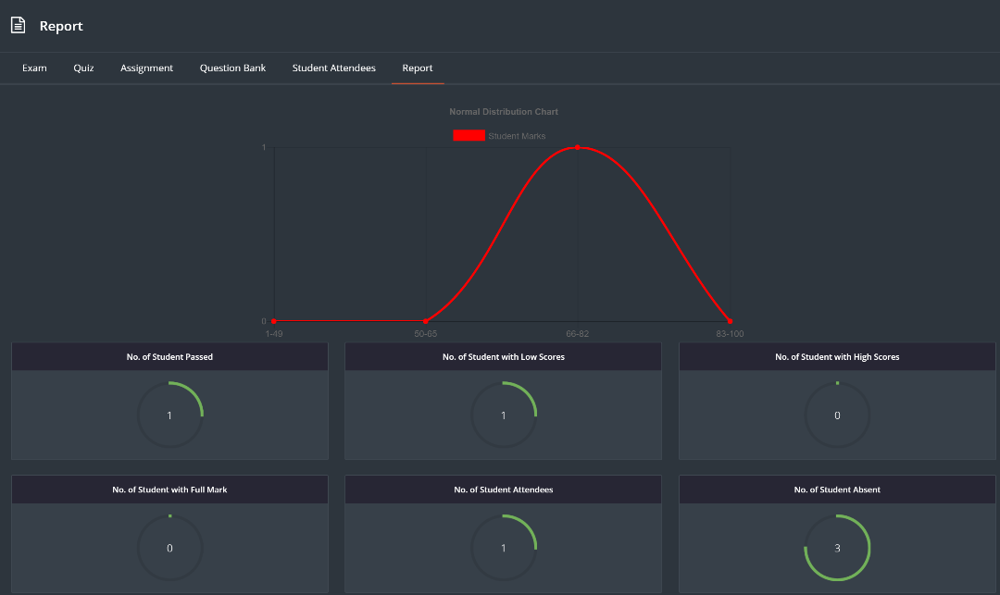 Report
Exam Quiz Assignment Question Bank Student Attendees Report
Normal Distribution Chart
Student Marks
1
0
1-49 50-65 66-82 83-100
No. of Student Passed No. of Student with Low Scores No. of Student with High Scores
1 1 0
No. of Student with Full Mark No. of Student Attendees No. of Student Absent
0 1 3